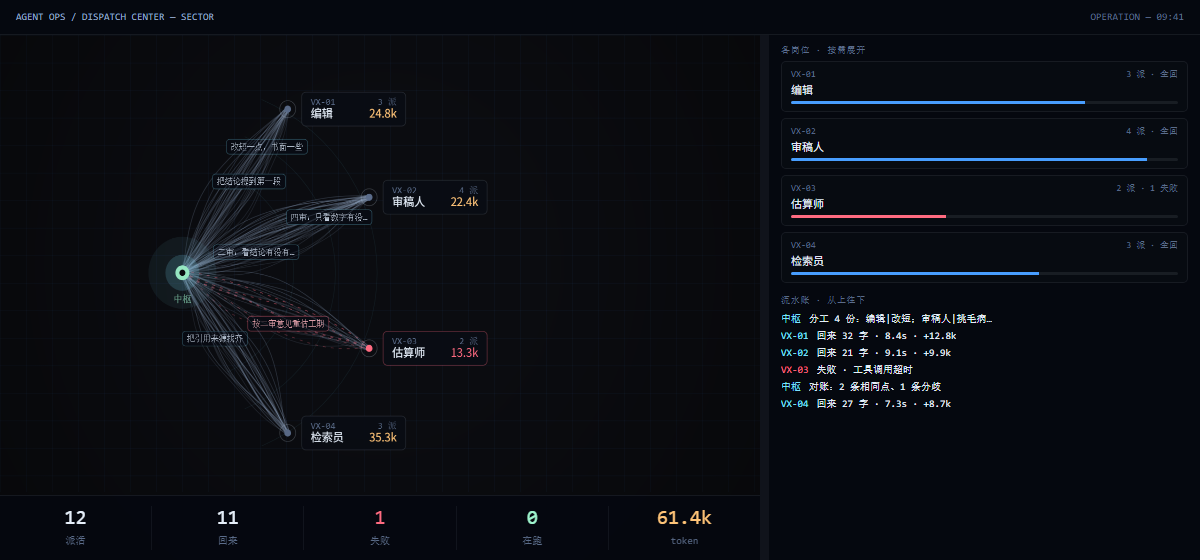 AGENT OPS / DISPATCH CENTER — SECTOR
OPERATION — 09:41
VX-01 3 派
编辑 24.8k
改短一点，书面一些
把结论提到第一段
VX-02 4 派
审稿人 22.4k
四审，只看数字有没…
二审，看结论有没有…
中枢
按二审意见重估工期
VX-03 2 派
估算师 13.3k
VX-04 3 派
检索员 35.3k
12
派活
11
回来
1
失败
0
在跑
61.4k
token
各岗位 · 按需展开
VX-01 3 派 · 全回
编辑
VX-02 4 派 · 全回
审稿人
VX-03 2 派 · 1 失败
估算师
VX-04 3 派 · 全回
检索员
流水账 · 从上往下
中枢 分工 4 份：编辑|改短；审稿人|挑毛病…
VX-01 回来 32 字 · 8.4s · +12.8k
VX-02 回来 21 字 · 9.1s · +9.9k
VX-03 失败 · 工具调用超时
中枢 对账：2 条相同点、1 条分歧
VX-04 回来 27 字 · 7.3s · +8.7k